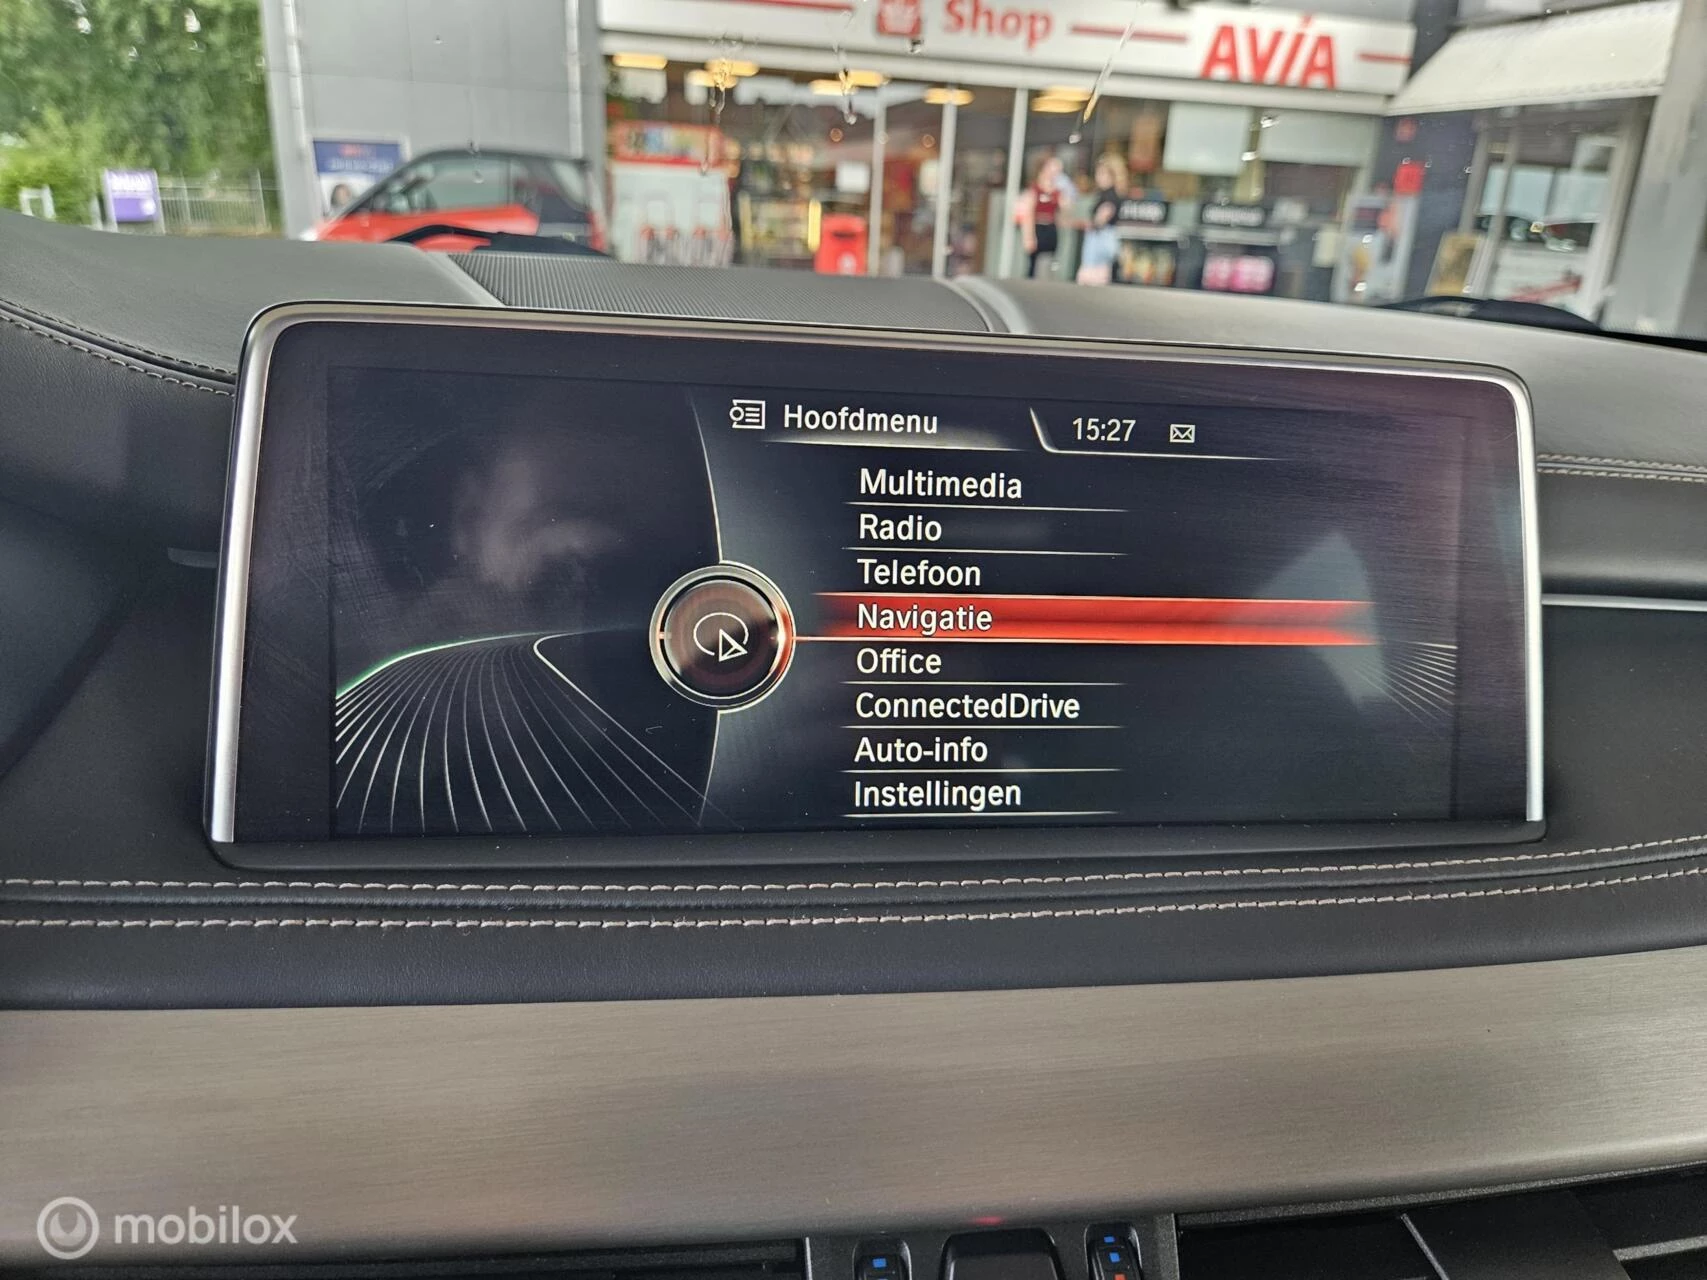 Shop
AVIA
Hoofdmenu
15:27
Multimedia
Radio
Telefoon
Navigatie
Office
ConnectedDrive
Auto-info
Instellingen
mobilox